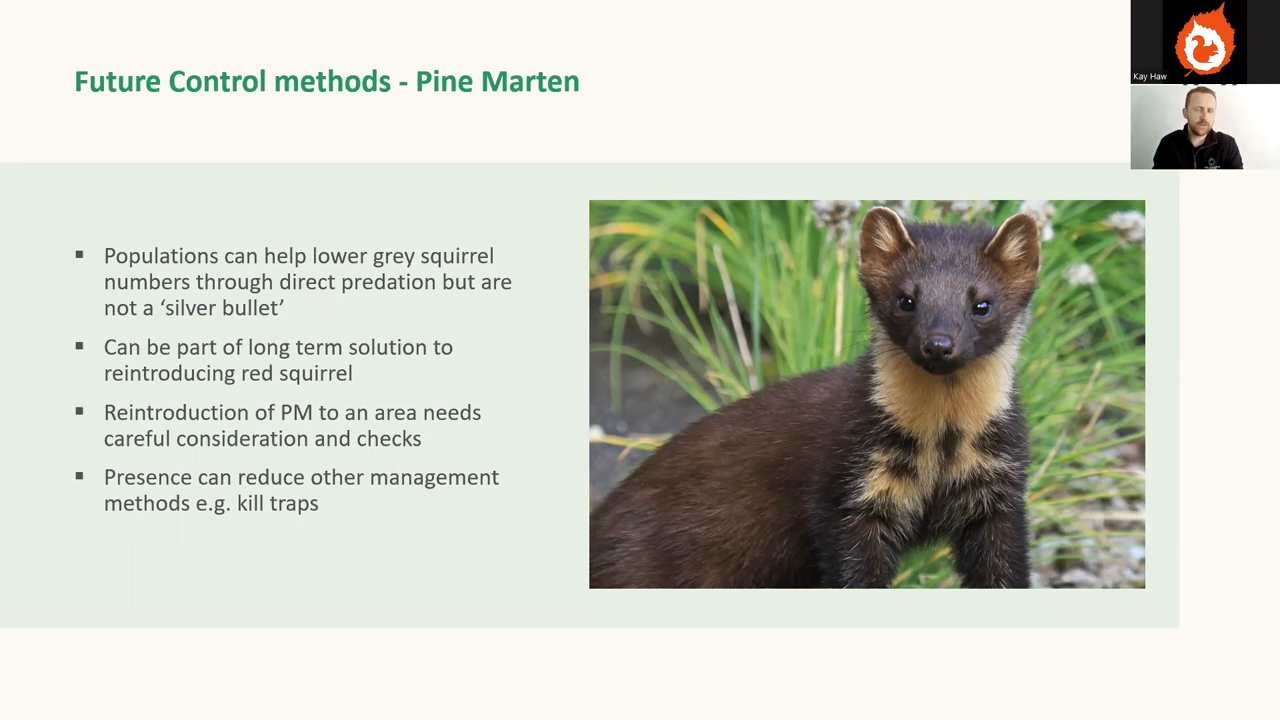 Future Control methods - Pine Marten
Kay Haw
▪ Populations can help lower grey squirrel
numbers through direct predation but are
not a ‘silver bullet’
▪ Can be part of long term solution to
reintroducing red squirrel
▪ Reintroduction of PM to an area needs
careful consideration and checks
▪ Presence can reduce other management
methods e.g. kill traps